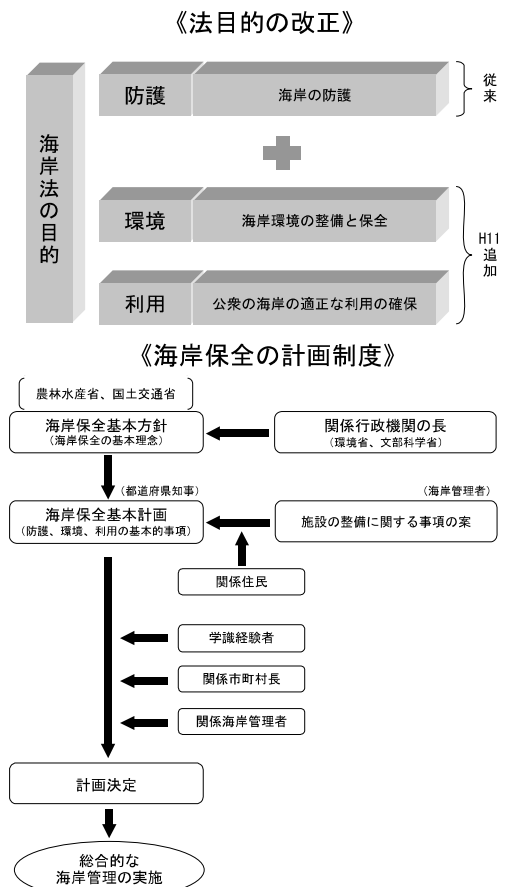 《法目的の改正》
海岸法の目的
防護
海岸の防護
従来
環境
海岸環境の整備と保全
利用
公衆の海岸の適正な利用の確保
H11
追加
《海岸保全の計画制度》
農林水産省、国土交通省
海岸保全基本方針
（海岸保全の基本理念）
関係行政機関の長
（環境省、文部科学省）
（都道府県知事）
海岸保全基本計画
（防護、環境、利用の基本的事項）
（海岸管理者）
施設の整備に関する事項の案
関係住民
学識経験者
関係市町村長
関係海岸管理者
計画決定
総合的な
海岸管理の実施